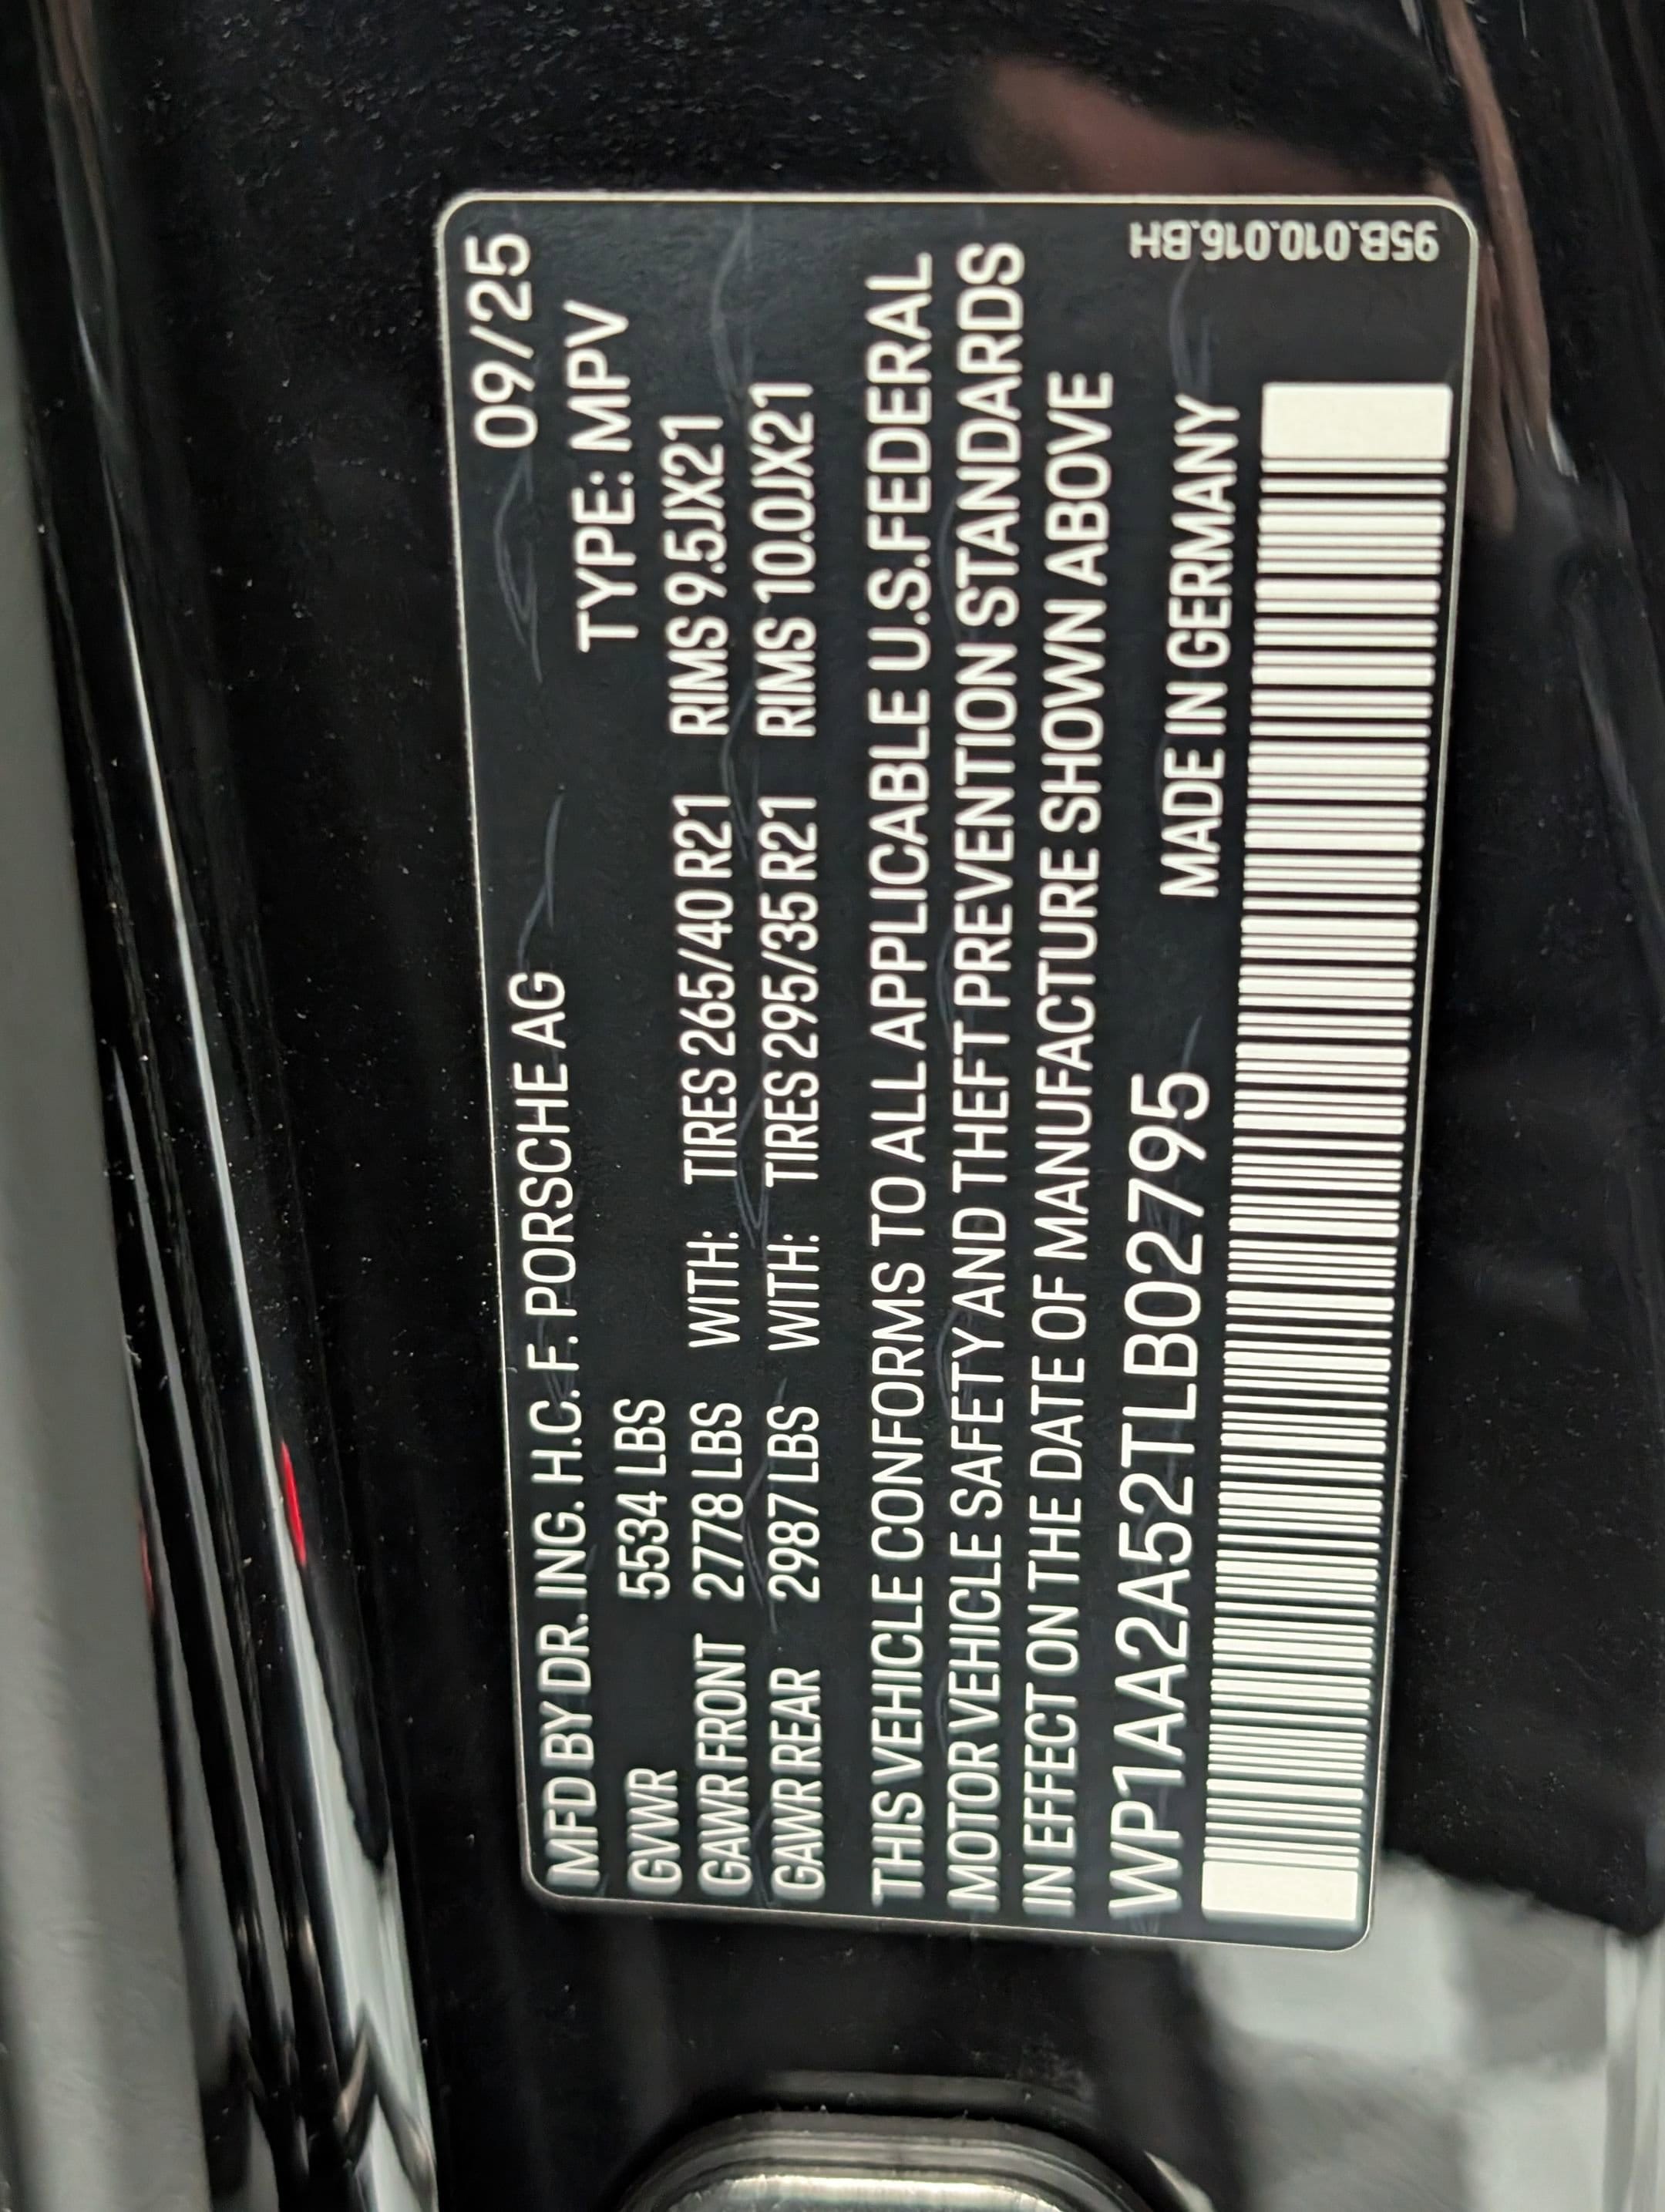 MFD BY DR. ING. H.C. F. PORSCHE AG 09/25
TYPE: MPV
GVWR 5534 LBS
GAWR FRONT 2778 LBS WITH: TIRES 265/40 R21 RIMS 9.5JX21
GAWR REAR 2987 LBS WITH: TIRES 295/35 R21 RIMS 10.0JX21
THIS VEHICLE CONFORMS TO ALL APPLICABLE U.S.FEDERAL
MOTOR VEHICLE SAFETY AND THEFT PREVENTION STANDARDS
IN EFFECT ON THE DATE OF MANUFACTURE SHOWN ABOVE
WP1AA2A52TLB02795 MADE IN GERMANY
95B.010.016.BH